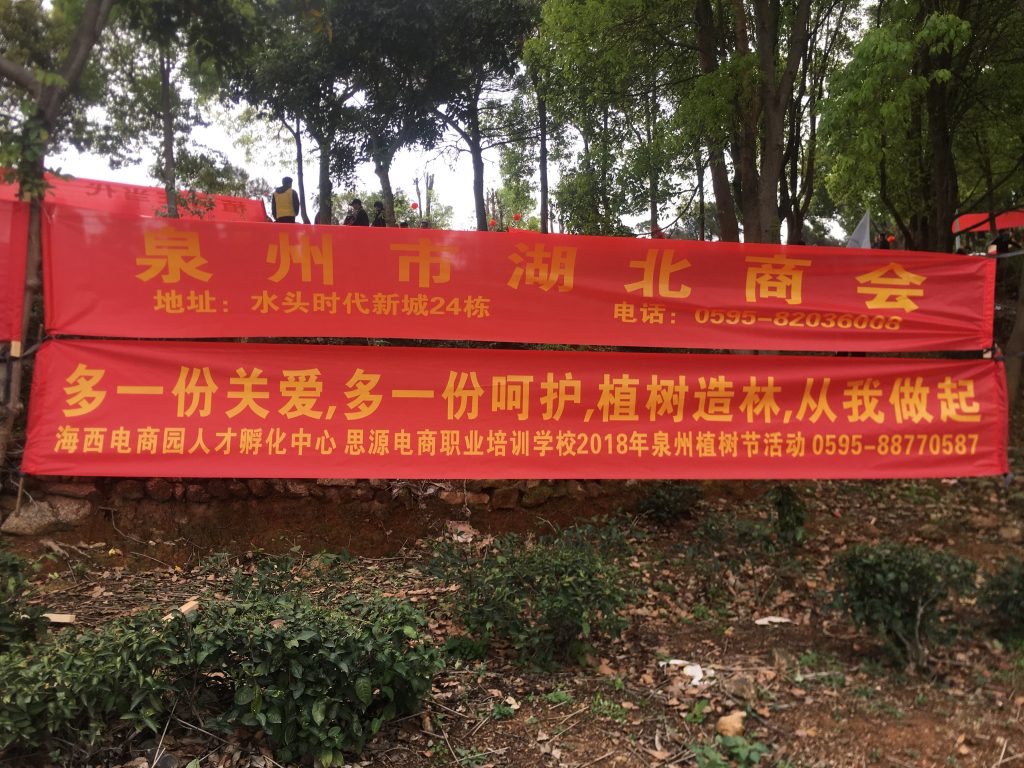 泉州市湖北商会
地址：水头时代新城24栋 电话：0595-82036008
多一份关爱,多一份呵护,植树造林,从我做起
海西电商园人才孵化中心 思源电商职业培训学校2018年泉州植树节活动 0595-88770587